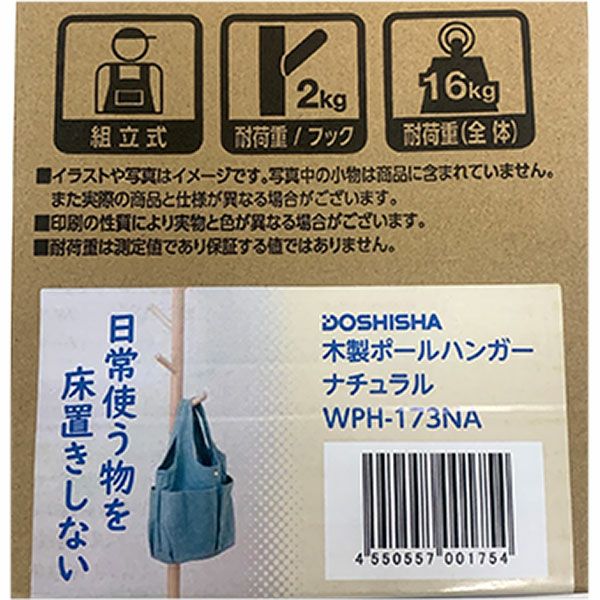 2kg
16kg
組立式
耐荷重/フック
耐荷重(全体)
■イラストや写真はイメージです。写真中の小物は商品に含まれていません。
また実際の商品と仕様が異なる場合がございます。
■印刷の性質により実物と色が異なる場合がございます。
■耐荷重は測定値であり保証する値ではありません。
日常使う物を
床置きしない
DOSHISHA
木製ポールハンガー
ナチュラル
WPH-173NA
4 550557 001754